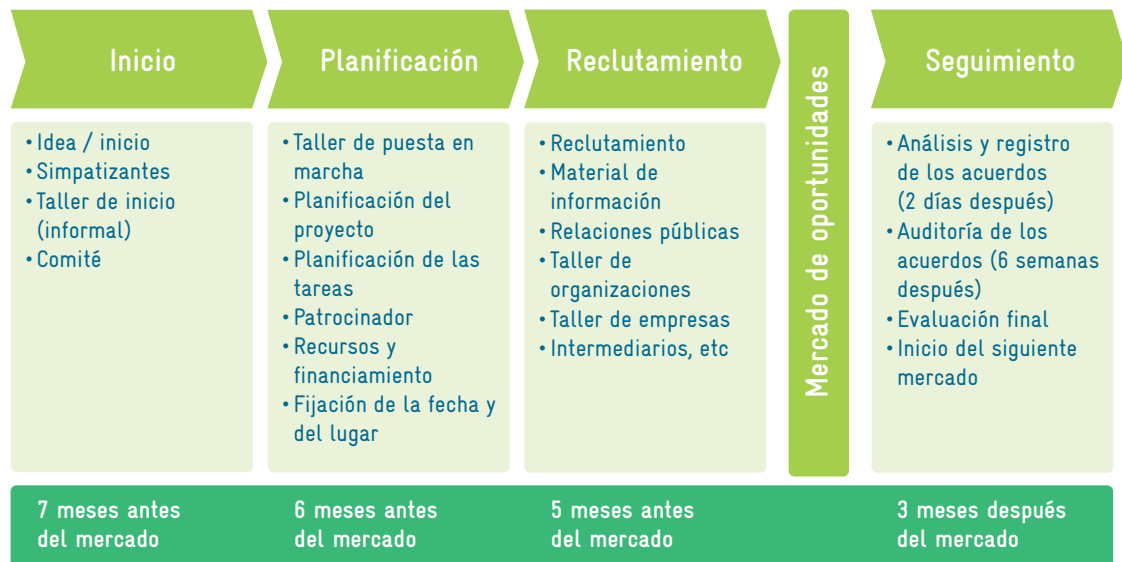 Inicio
• Idea / inicio
• Simpatizantes
• Taller de inicio
(informal)
• Comité
7 meses antes
del mercado
Planificación
• Taller de puesta en
marcha
• Planificación del
proyecto
• Planificación de las
tareas
• Patrocinador
• Recursos y
financiamiento
• Fijación de la fecha y
del lugar
6 meses antes
del mercado
Reclutamiento
• Reclutamiento
• Material de
información
• Relaciones públicas
• Taller de
organizaciones
• Taller de empresas
• Intermediarios, etc
5 meses antes
del mercado
Mercado de oportunidades
Seguimiento
• Análisis y registro
de los acuerdos
(2 días después)
• Auditoría de los
acuerdos (6 semanas
después)
• Evaluación final
• Inicio del siguiente
mercado
3 meses después
del mercado